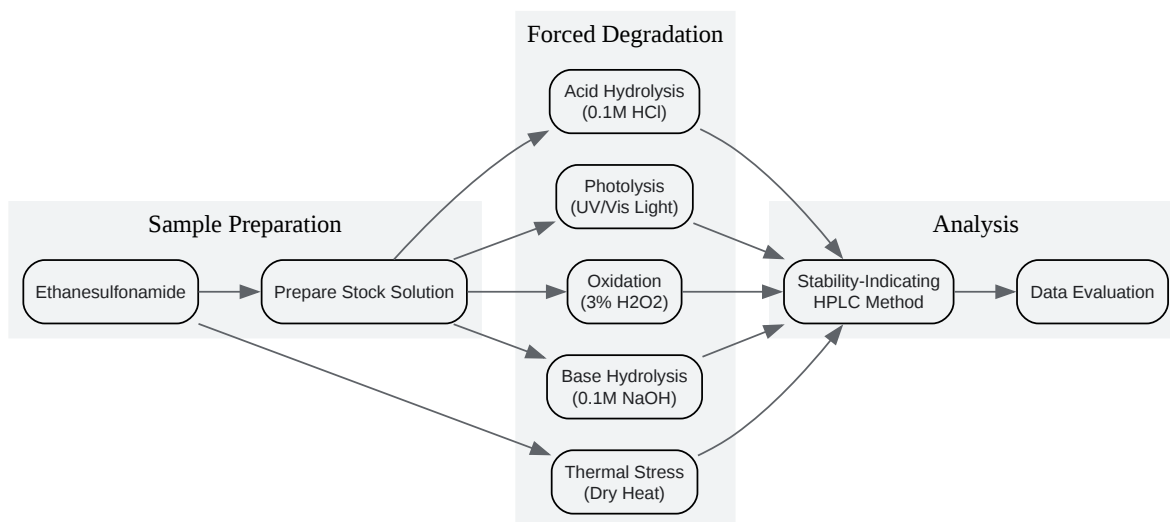 Forced Degradation
Acid Hydrolysis
(0.1M HCl)
Photolysis
(UV/Vis Light)
Sample Preparation
Analysis
Ethanesulfonamide
Prepare Stock Solution
Oxidation
(3% H2O2)
Stability-Indicating
HPLC Method
Data Evaluation
Base Hydrolysis
(0.1M NaOH)
Thermal Stress
(Dry Heat)